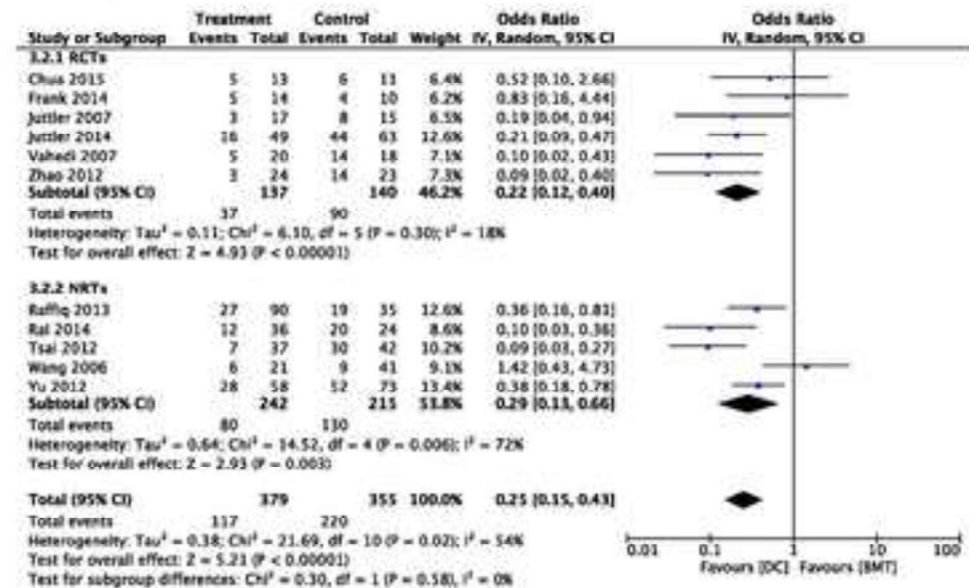 Treatment Control Odds Ratio Odds Ratio
Study or Subgroup Events Total Events Total Weight IV, Random, 95% CI IV, Random, 95% CI
3.2.1 RCTs
Chua 2015 5 13 6 11 6.4% 0.52 [0.10, 2.66]
Frank 2014 5 14 4 10 6.2% 0.83 [0.16, 4.44]
Juttler 2007 3 17 8 15 6.5% 0.19 [0.04, 0.94]
Juttler 2014 16 49 44 63 12.6% 0.21 [0.09, 0.47]
Vahedi 2007 5 20 14 18 7.1% 0.10 [0.02, 0.43]
Zhao 2012 3 24 14 23 7.3% 0.09 [0.02, 0.40]
Subtotal (95% CI) 137 140 46.2% 0.22 [0.12, 0.40]
Total events 37 90
Heterogeneity: Tau² = 0.11; Chi² = 6.10, df = 5 (P = 0.30); I² = 18%
Test for overall effect: Z = 4.93 (P < 0.00001)
3.2.2 NRTs
Raffiq 2013 27 90 19 35 12.6% 0.36 [0.16, 0.81]
Rai 2014 12 36 20 24 8.6% 0.10 [0.03, 0.36]
Tsai 2012 7 37 30 42 10.2% 0.09 [0.03, 0.27]
Wang 2006 6 21 9 41 9.1% 1.42 [0.43, 4.73]
Yu 2012 28 58 52 73 13.4% 0.38 [0.18, 0.78]
Subtotal (95% CI) 242 215 53.8% 0.29 [0.13, 0.66]
Total events 80 130
Heterogeneity: Tau² = 0.64; Chi² = 14.52, df = 4 (P = 0.006); I² = 72%
Test for overall effect: Z = 2.93 (P = 0.003)
Total (95% CI) 379 355 100.0% 0.25 [0.15, 0.43]
Total events 117 220
Heterogeneity: Tau² = 0.38; Chi² = 21.69, df = 10 (P = 0.02); I² = 54%
Test for overall effect: Z = 5.21 (P < 0.00001)
Test for subgroup differences: Chi² = 0.30, df = 1 (P = 0.58), I² = 0%
0.01 0.1 1 10 100
Favours [DC] Favours [BMT]